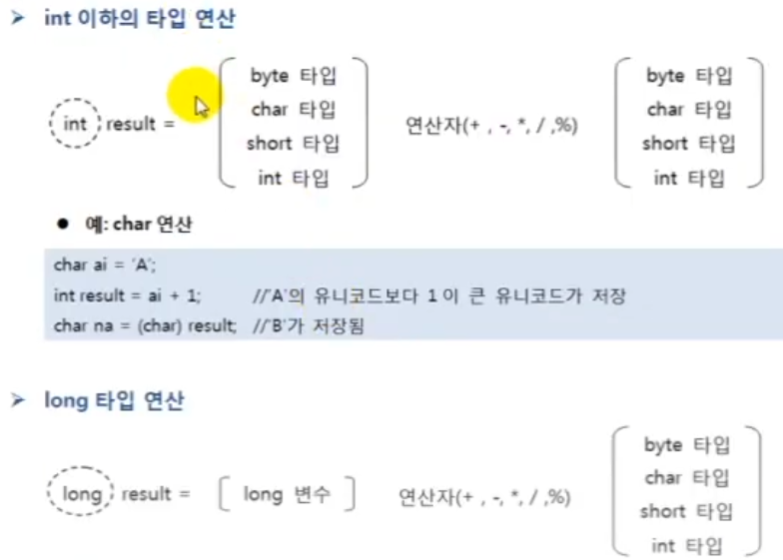 int 이하의 타입 연산
byte 타입 byte 타입
char 타입 char 타입
int result = 연산자(+ , -, *, / ,%)
short 타입 short 타입
int 타입 int 타입
예: char 연산
char ai = 'A';
int result = ai + 1; //'A'의 유니코드보다 1 이 큰 유니코드가 저장
char na = (char) result; //'B'가 저장됨
long 타입 연산
byte 타입
char 타입
long result = long 변수 연산자(+ , -, *, / ,%)
short 타입
int 타입